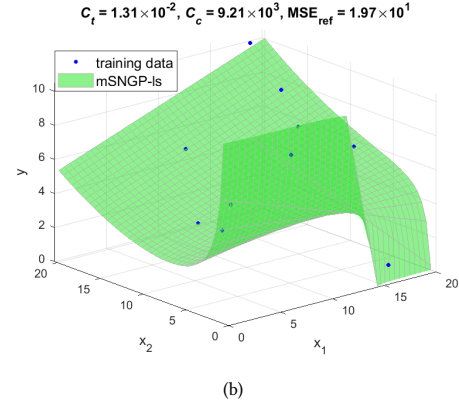 C_t = 1.31×10^-2, C_c = 9.21×10^3, MSE_ref = 1.97×10^1
training data
mSNGP-ls
y
10
8
6
4
2
0
20
15
10
5
0
x_2
0
5
10
15
20
x_1
(b)